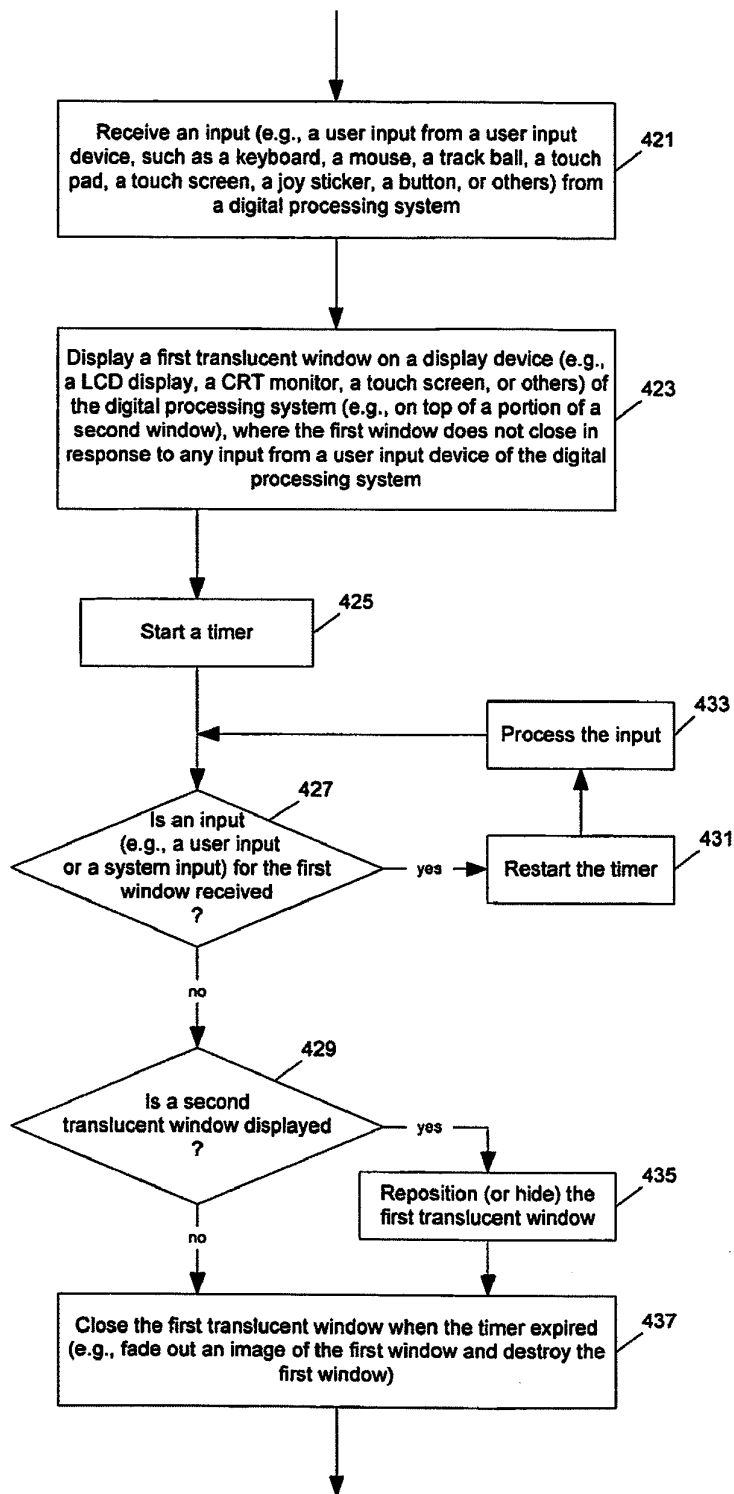 Receive an input (e.g., a user input from a user input
device, such as a keyboard, a mouse, a track ball, a touch
pad, a touch screen, a joy sticker, a button, or others) from
a digital processing system
421
Display a first translucent window on a display device (e.g.,
a LCD display, a CRT monitor, a touch screen, or others) of
the digital processing system (e.g., on top of a portion of a
second window), where the first window does not close in
response to any input from a user input device of the digital
processing system
423
Start a timer
425
Process the input
433
Is an input
(e.g., a user input
or a system input) for the first
window received
?
427
yes
Restart the timer
431
no
Is a second
translucent window displayed
?
429
yes
Reposition (or hide) the
first translucent window
435
no
Close the first translucent window when the timer expired
(e.g., fade out an image of the first window and destroy the
first window)
437